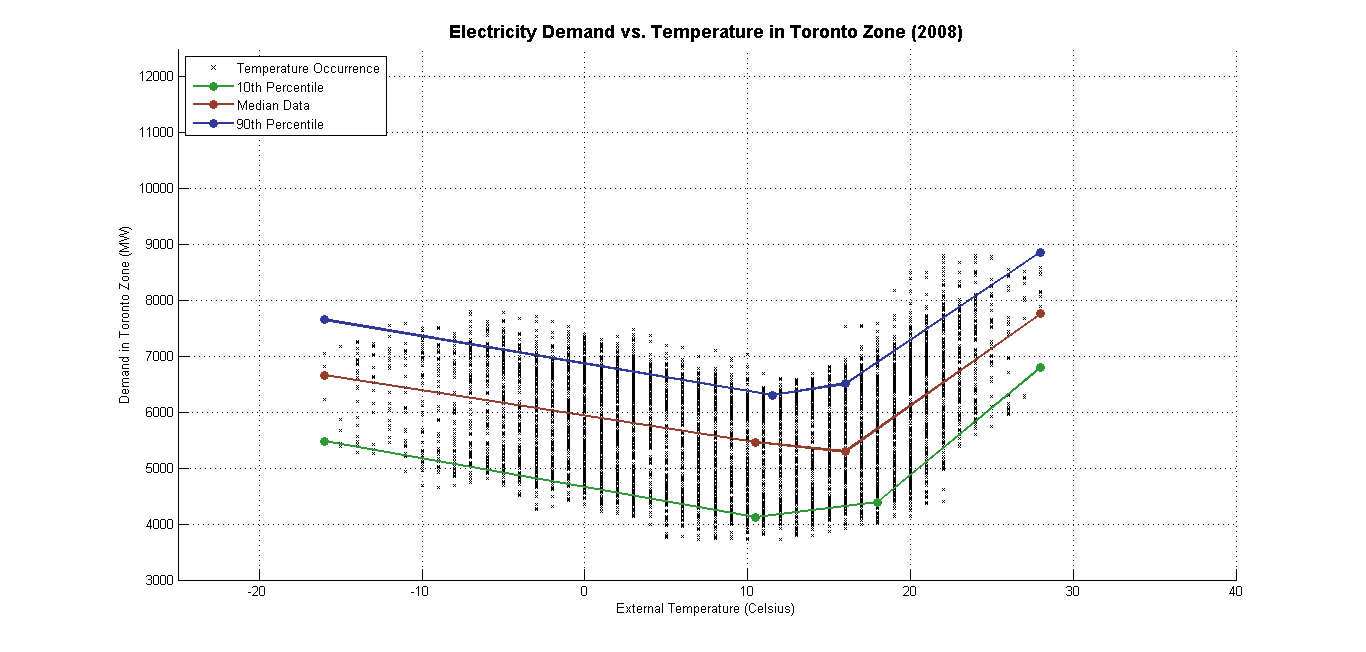 Electricity Demand vs. Temperature in Toronto Zone (2008)
Temperature Occurrence
10th Percentile
Median Data
90th Percentile
12000
11000
10000
9000
8000
7000
6000
5000
4000
3000
Demand in Toronto Zone (MW)
-20
-10
0
10
20
30
40
External Temperature (Celsius)